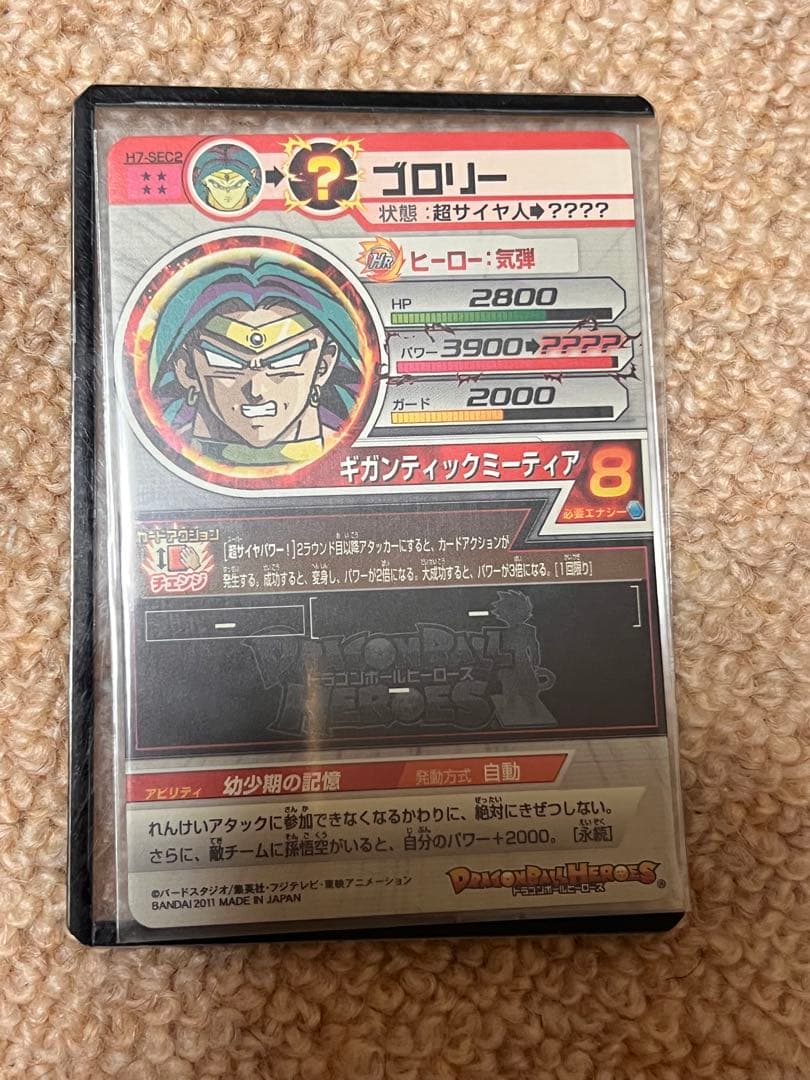 H7-SEC2
ゴロリー
状態：超サイヤ人➡????
HR ヒーロー：気弾
HP 2800
パワー 3900➡????
ガード 2000
ギガンティックミーティア 8
必要エナジー
カードアクション
チェンジ
[超サイヤパワー！]2ラウンド目以降アタッカーにすると、カードアクションが
発生する。成功すると、変身し、パワーが2倍になる。大成功すると、パワーが3倍になる。[1回限り]
DRAGONBALL
ドラゴンボールヒーローズ
HEROES
アビリティ 幼少期の記憶 発動方式 自動
れんけいアタックに参加できなくなるかわりに、絶対にきぜつしない。
さらに、敵チームに孫悟空がいると、自分のパワー+2000。[永続]
©バードスタジオ/集英社・フジテレビ・東映アニメーション
BANDAI 2011 MADE IN JAPAN
DRAGONBALL HEROES
ドラゴンボールヒーローズ